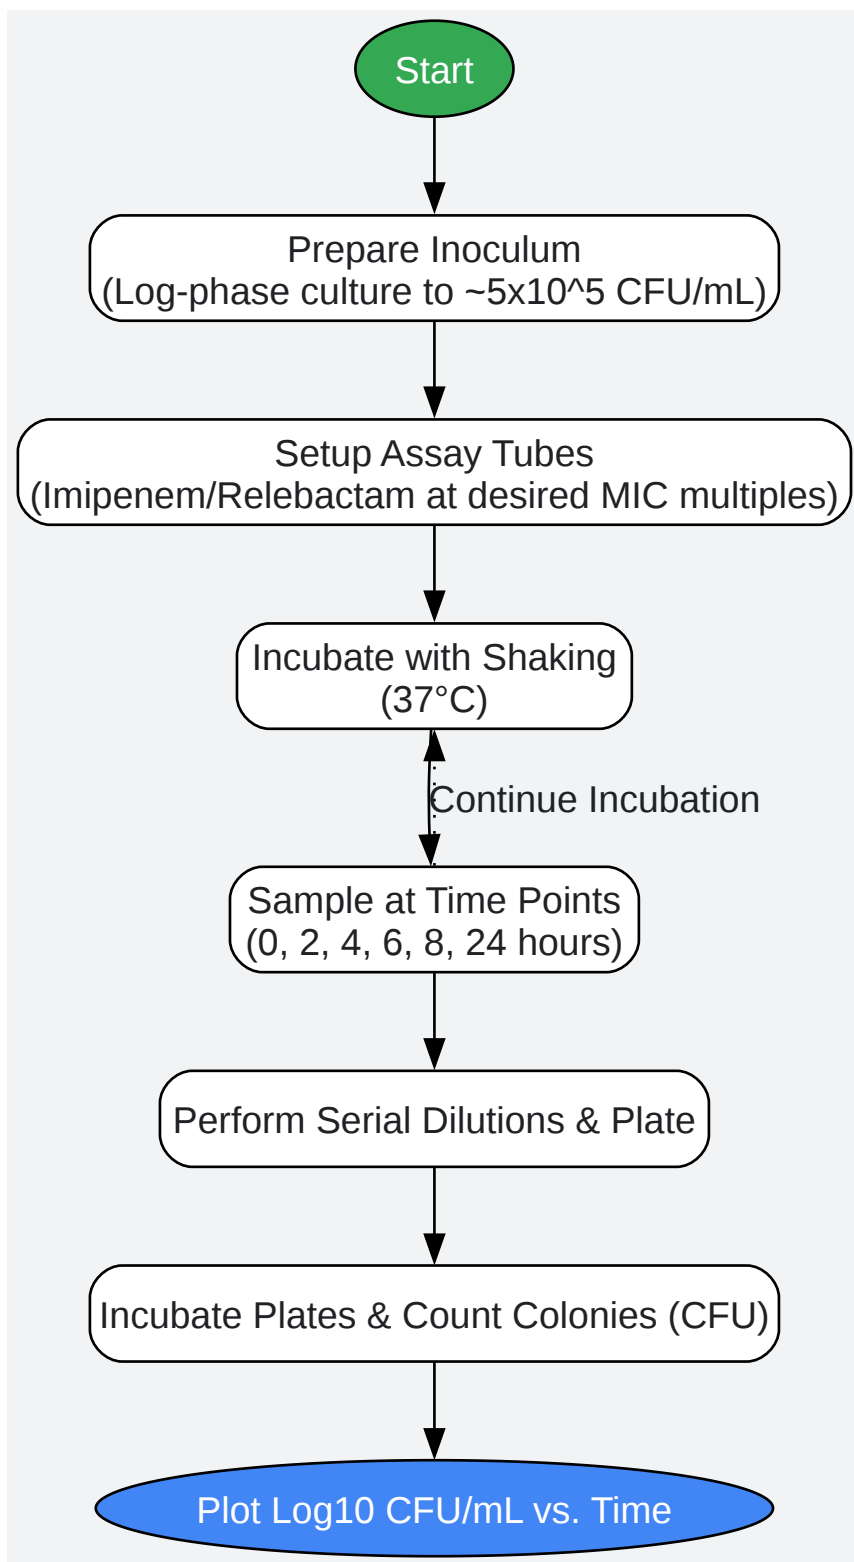 Start
Prepare Inoculum
(Log-phase culture to ~5x10^5 CFU/mL)
Setup Assay Tubes
(Imipenem/Relebactam at desired MIC multiples)
Incubate with Shaking
(37°C)
Continue Incubation
Sample at Time Points
(0, 2, 4, 6, 8, 24 hours)
Perform Serial Dilutions & Plate
Incubate Plates & Count Colonies (CFU)
Plot Log10 CFU/mL vs. Time